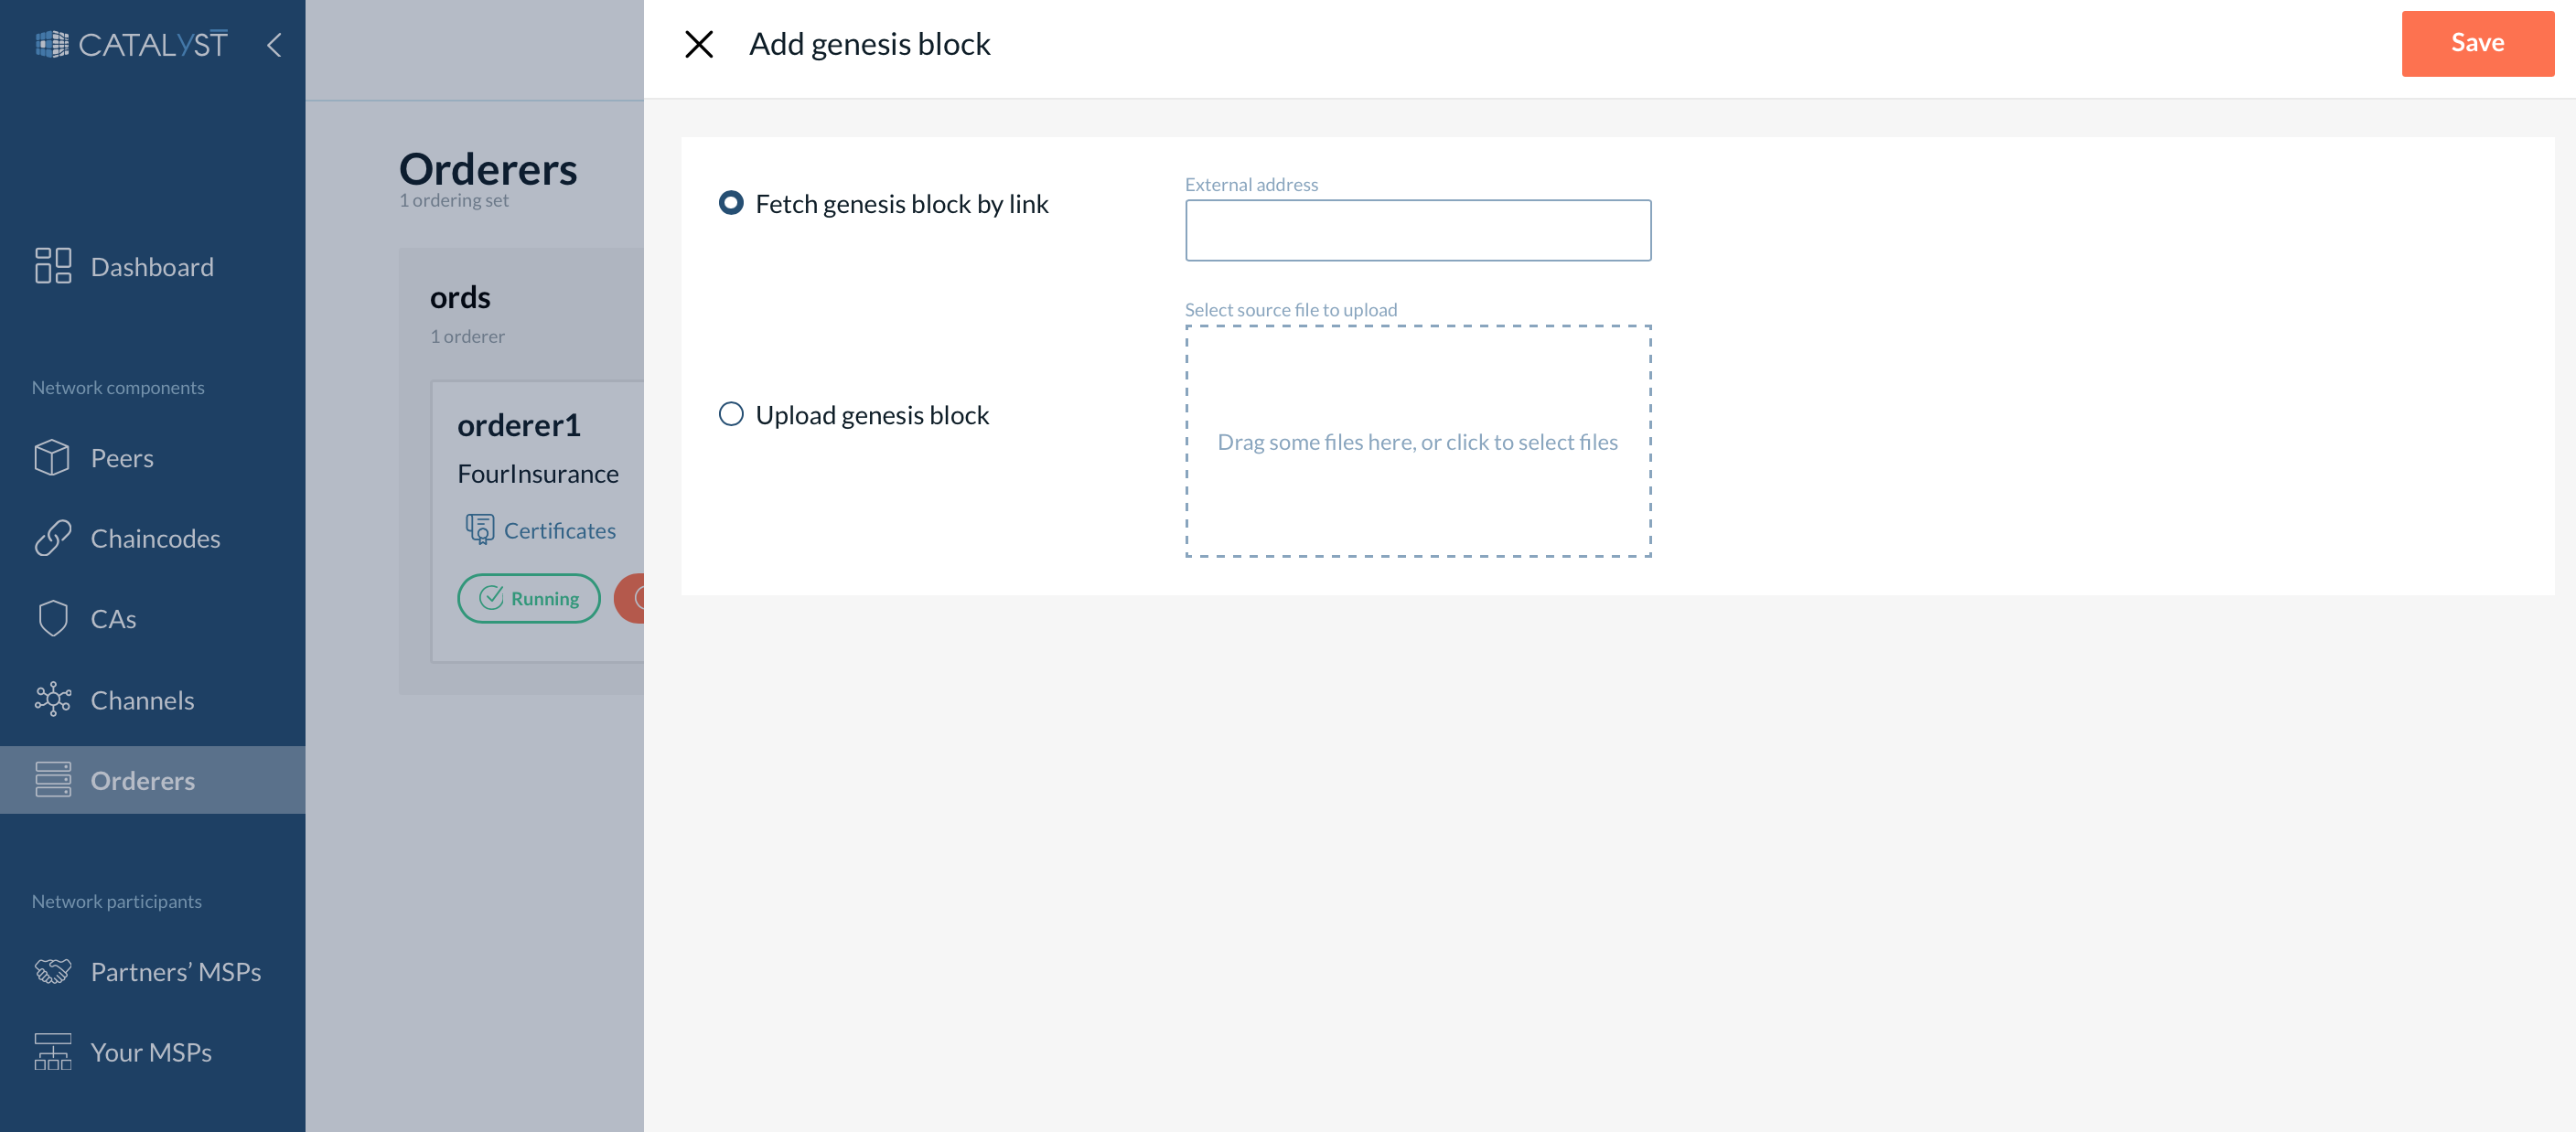 CATALYST
Dashboard
Network components
Peers
Chaincodes
CAs
Channels
Orderers
Network participants
Partners’ MSPs
Your MSPs
Orderers
1 ordering set
ords
1 orderer
orderer1
FourInsurance
Certificates
Running
Add genesis block
Save
Fetch genesis block by link
External address
Select source file to upload
Upload genesis block
Drag some files here, or click to select files